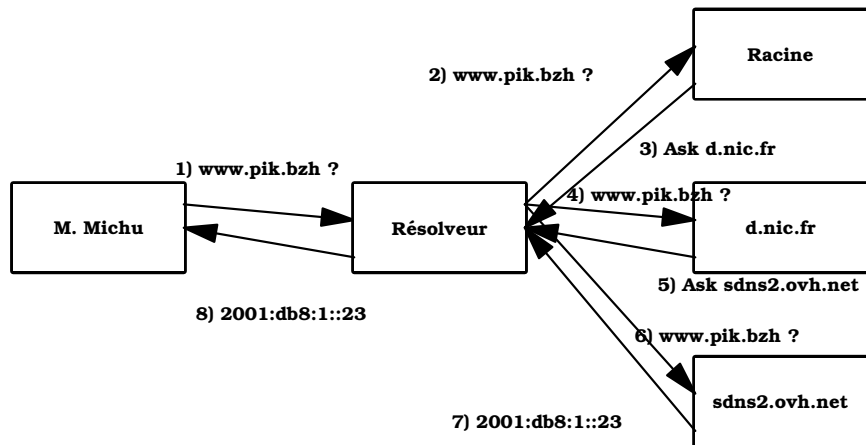 Racine
2) www.pik.bzh ?
3) Ask d.nic.fr
1) www.pik.bzh ?
4) www.pik.bzh ?
M. Michu
Résolveur
d.nic.fr
5) Ask sdns2.ovh.net
8) 2001:db8:1::23
6) www.pik.bzh ?
sdns2.ovh.net
7) 2001:db8:1::23